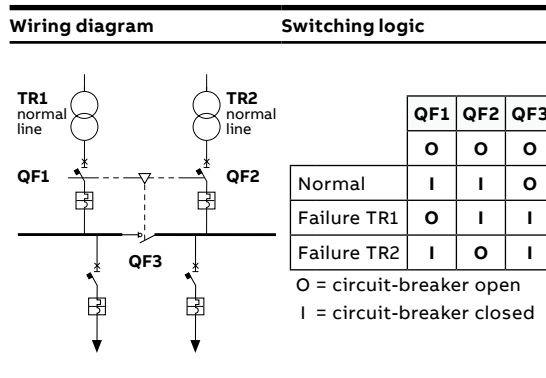 Wiring diagram
Switching logic
TR1
normal
line
TR2
normal
line
QF1
QF2
QF3
QF1 QF2 QF3
O O O
Normal I I O
Failure TR1 O I I
Failure TR2 I O I
O = circuit-breaker open
I = circuit-breaker closed